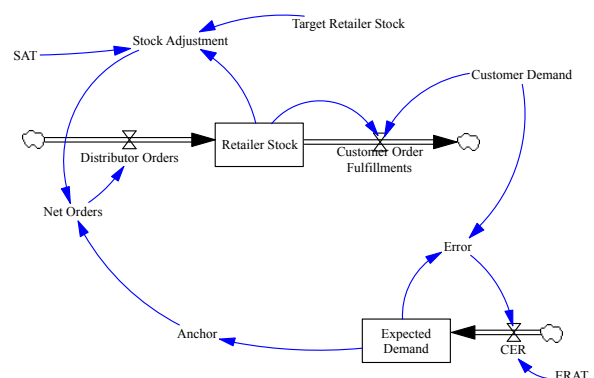 Target Retailer Stock
Stock Adjustment
SAT
Customer Demand
Retailer Stock
Distributor Orders
Customer Order
Fulfillments
Net Orders
Error
Anchor
Expected
Demand
CER
ERAT